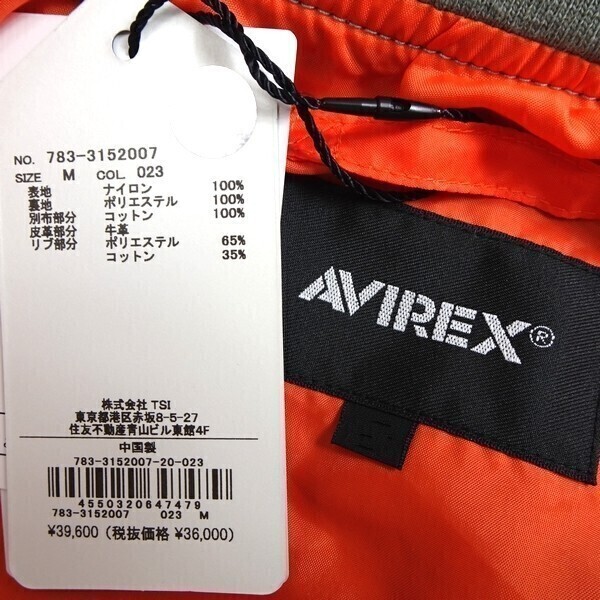 NO. 783-3152007
SIZE M COL 023
表地 ナイロン 100%
裏地 ポリエステル 100%
別布部分 コットン 100%
皮革部分 牛革
リブ部分 ポリエステル 65%
コットン 35%
株式会社 TSI
東京都港区赤坂8-5-27
住友不動産青山ビル東館4F
中国製
783-3152007-20-023
4550320647479
783-3152007 023 M
¥39,600 (税抜価格 ¥36,000)
AVIREX®